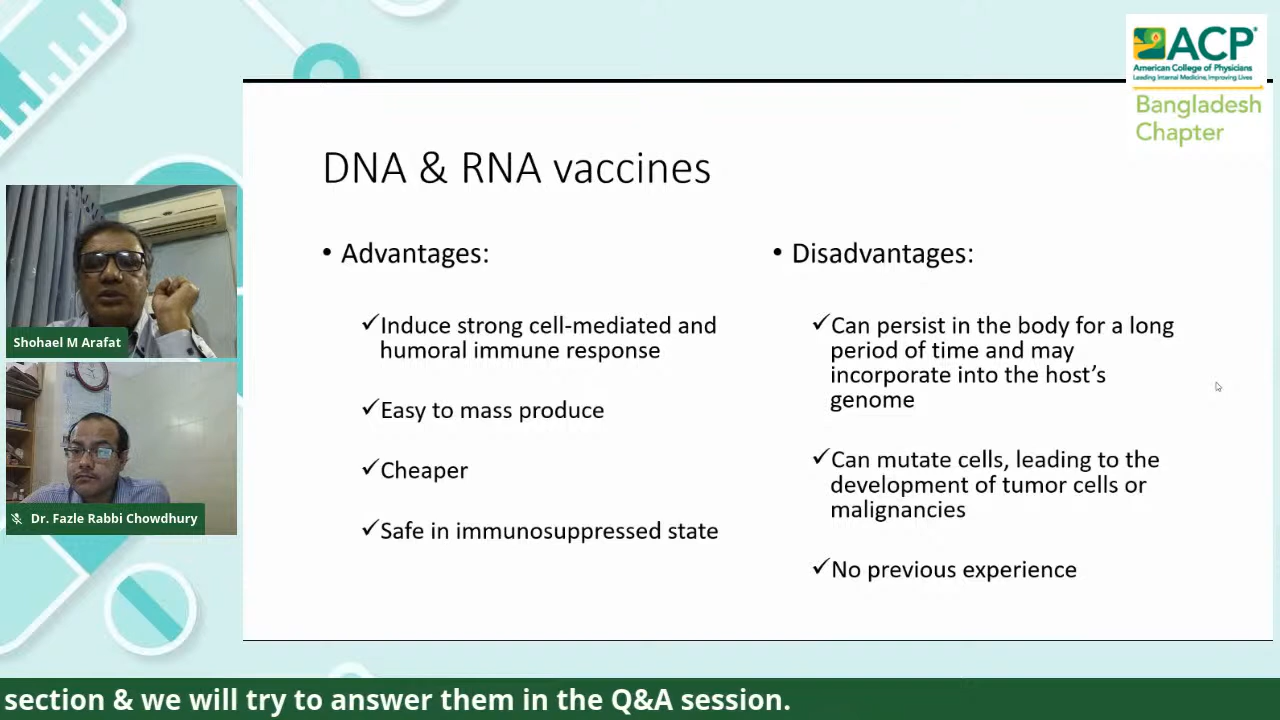 ACP
American College of Physicians
Leading Internal Medicine, Improving Lives
Bangladesh
Chapter
DNA & RNA vaccines
• Advantages:
✓Induce strong cell-mediated and
humoral immune response
✓Easy to mass produce
✓Cheaper
✓Safe in immunosuppressed state
• Disadvantages:
✓Can persist in the body for a long
period of time and may
incorporate into the host's
genome
✓Can mutate cells, leading to the
development of tumor cells or
malignancies
✓No previous experience
Shohael M Arafat
Dr. Fazle Rabbi Chowdhury
section & we will try to answer them in the Q&A session.